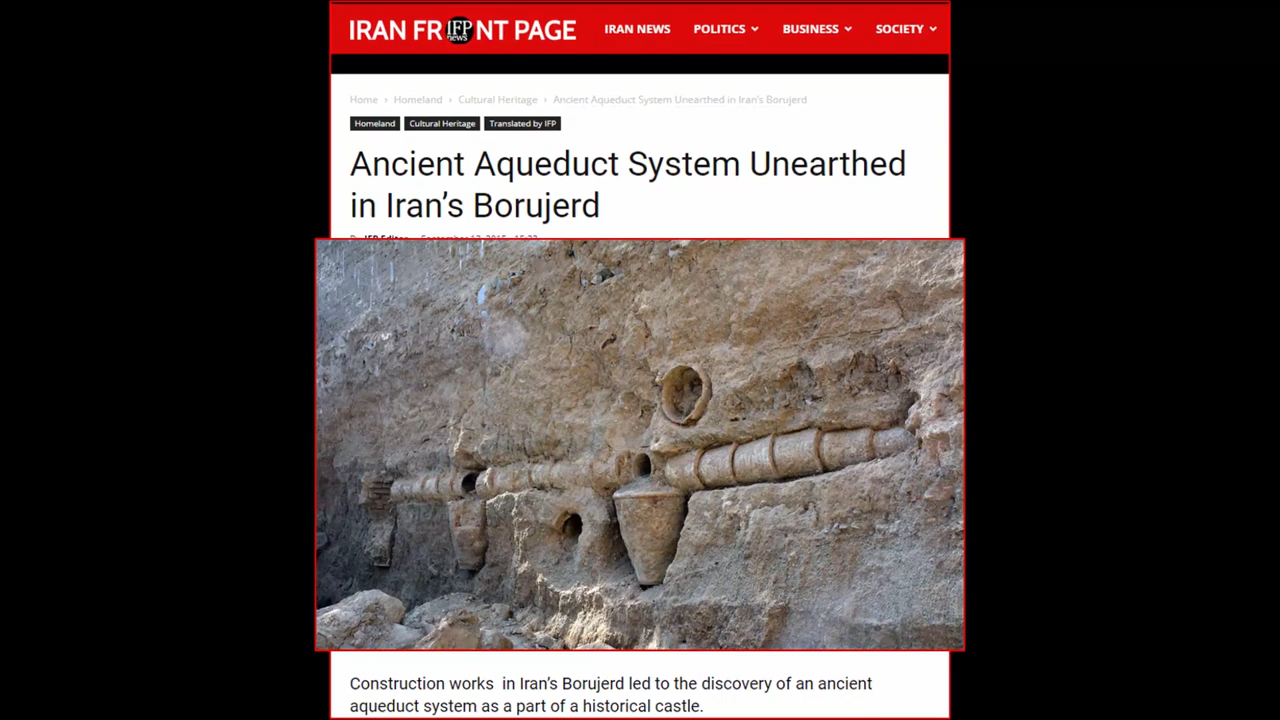 IRAN FRONT PAGE
IFP
news
IRAN NEWS POLITICS BUSINESS SOCIETY
Home › Homeland › Cultural Heritage › Ancient Aqueduct System Unearthed in Iran's Borujerd
Homeland Cultural Heritage Translated by IFP
Ancient Aqueduct System Unearthed
in Iran’s Borujerd
Construction works in Iran’s Borujerd led to the discovery of an ancient
aqueduct system as a part of a historical castle.